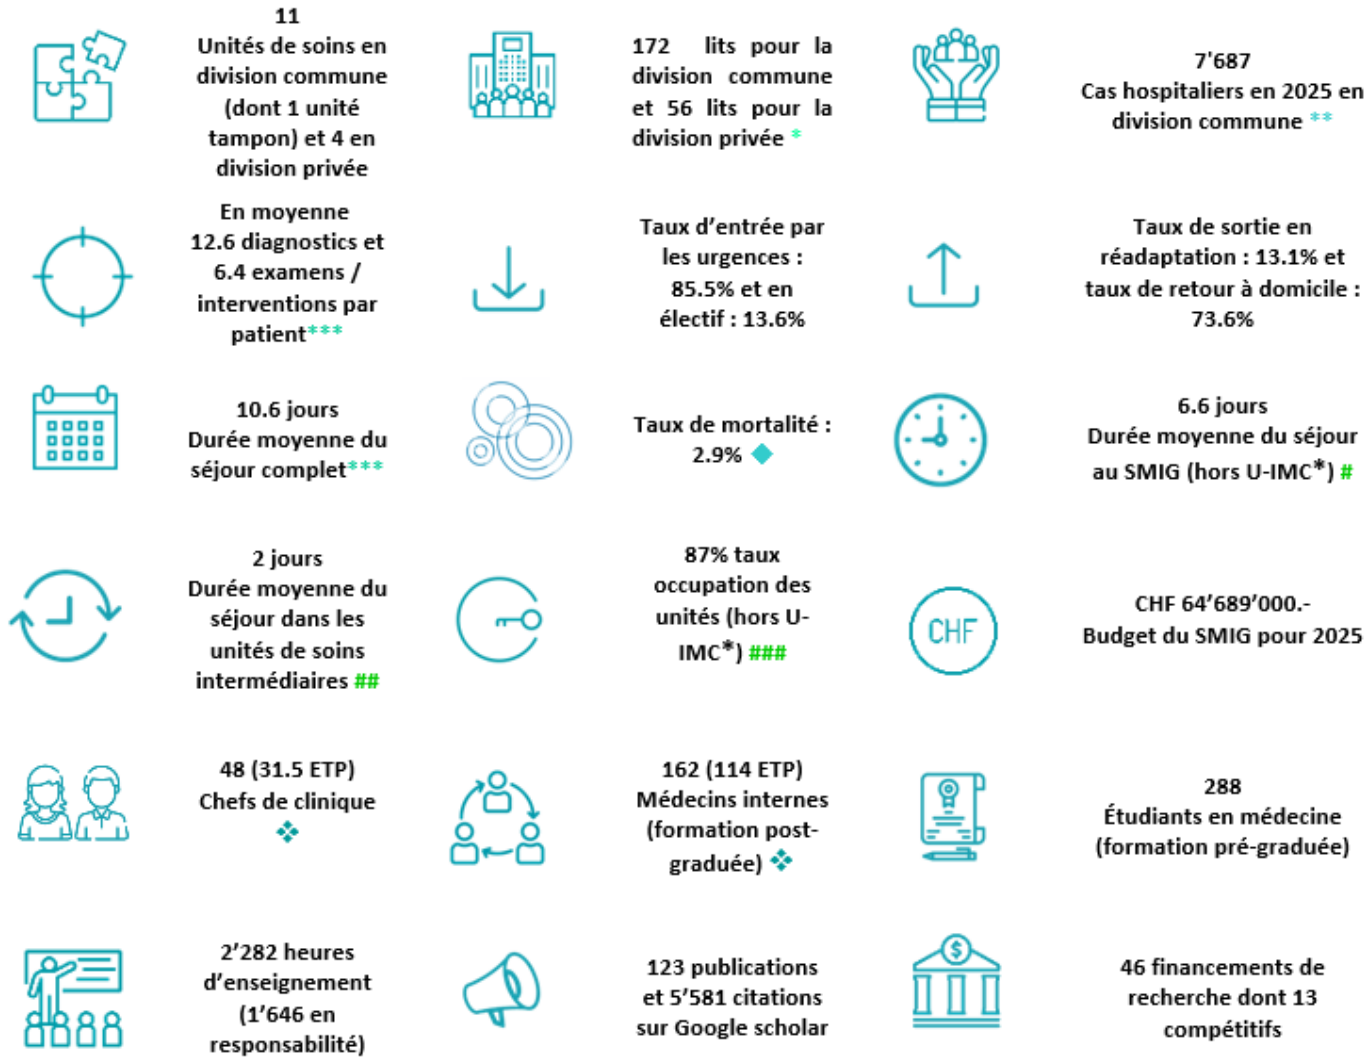 11
Unités de soins en
division commune
(dont 1 unité
tampon) et 4 en
division privée
172 lits pour la
division commune
et 56 lits pour la
division privée *
7'687
Cas hospitaliers en 2025 en
division commune **
En moyenne
12.6 diagnostics et
6.4 examens /
interventions par
patient***
Taux d’entrée par
les urgences :
85.5% et en
électif : 13.6%
Taux de sortie en
réadaptation : 13.1% et
taux de retour à domicile :
73.6%
10.6 jours
Durée moyenne du
séjour complet***
Taux de mortalité :
2.9% ◆
6.6 jours
Durée moyenne du séjour
au SMIG (hors U-IMC*) #
2 jours
Durée moyenne du
séjour dans les
unités de soins
intermédiaires ##
87% taux
occupation des
unités (hors U-
IMC*) ###
CHF
CHF 64’689’000.-
Budget du SMIG pour 2025
48 (31.5 ETP)
Chefs de clinique
❖
162 (114 ETP)
Médecins internes
(formation post-
graduée) ❖
288
Étudiants en médecine
(formation pré-graduée)
2’282 heures
d’enseignement
(1’646 en
responsabilité)
123 publications
et 5’581 citations
sur Google scholar
$
46 financements de
recherche dont 13
compétitifs